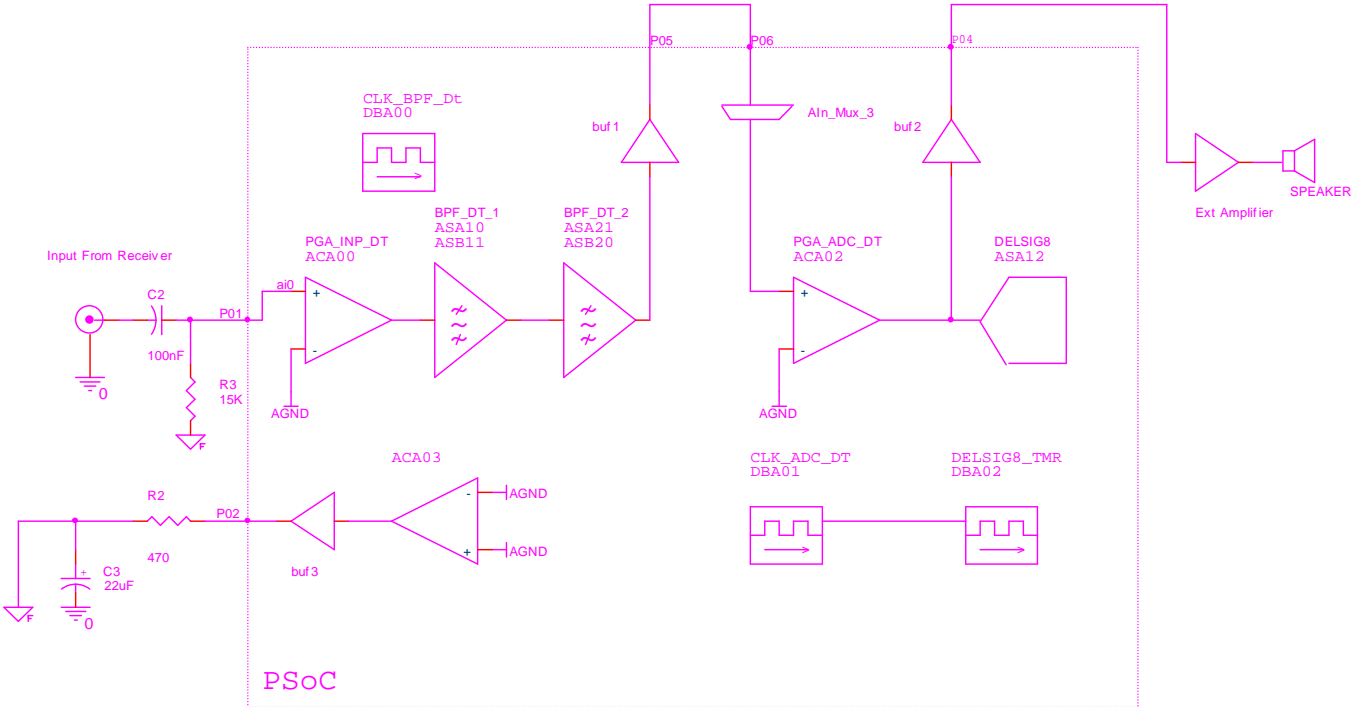 P05
P06
P04
CLK_BPF_Dt
DBA00
buf1
AIn_Mux_3
buf2
SPEAKER
Ext Amplifier
Input From Receiver
PGA_INP_DT
ACA00
BPF_DT_1
ASA10
ASB11
BPF_DT_2
ASA21
ASB20
PGA_ADC_DT
ACA02
DELSIG8
ASA12
C2
100nF
P01
ai0
+
-
+
-
0
R3
15K
F
AGND
AGND
ACA03
CLK_ADC_DT
DBA01
DELSIG8_TMR
DBA02
R2
470
P02
buf3
-
+
AGND
AGND
C3
22uF
+
0
F
PSoC